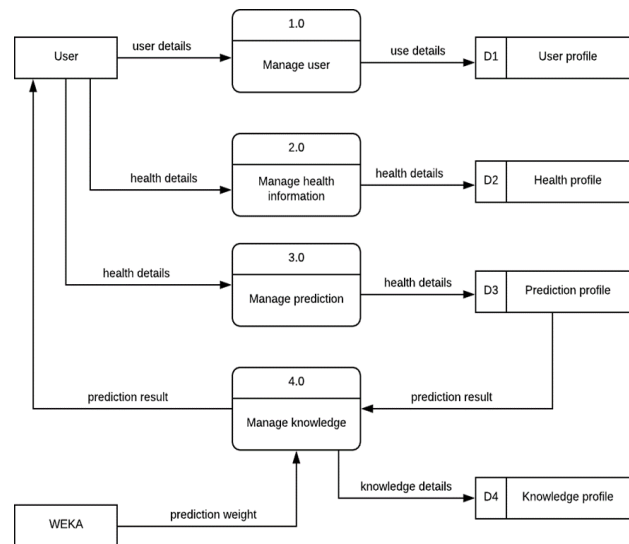 1.0
User
user details
Manage user
use details
D1
User profile
2.0
health details
Manage health
information
health details
D2
Health profile
3.0
health details
Manage prediction
health details
D3
Prediction profile
4.0
prediction result
Manage knowledge
prediction result
knowledge details
D4
Knowledge profile
WEKA
prediction weight